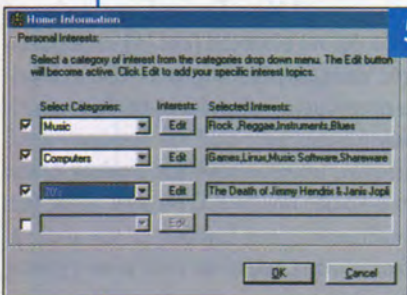 Home Information
Personal Interests:
Select a category of interest from the categories drop down menu. The Edit button
will become active. Click Edit to add your specific interest topics.
Select Categories: Interests: Selected Interests:
Music Edit Rock ,Reggae,Instruments,Blues
Computers Edit Games,Linux,Music Software,Shareware
70's Edit The Death of Jimmy Hendrix & Janis Jopli
Edit
OK Cancel